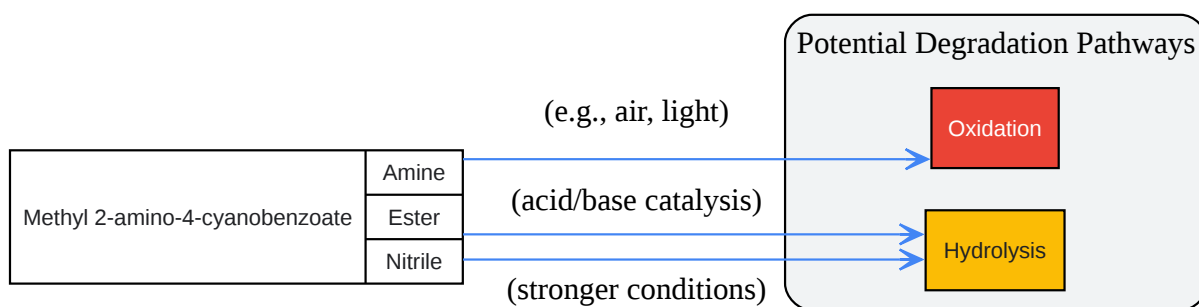 Potential Degradation Pathways
(e.g., air, light)
Oxidation
Methyl 2-amino-4-cyanobenzoate
Amine
Ester
Nitrile
(acid/base catalysis)
Hydrolysis
(stronger conditions)